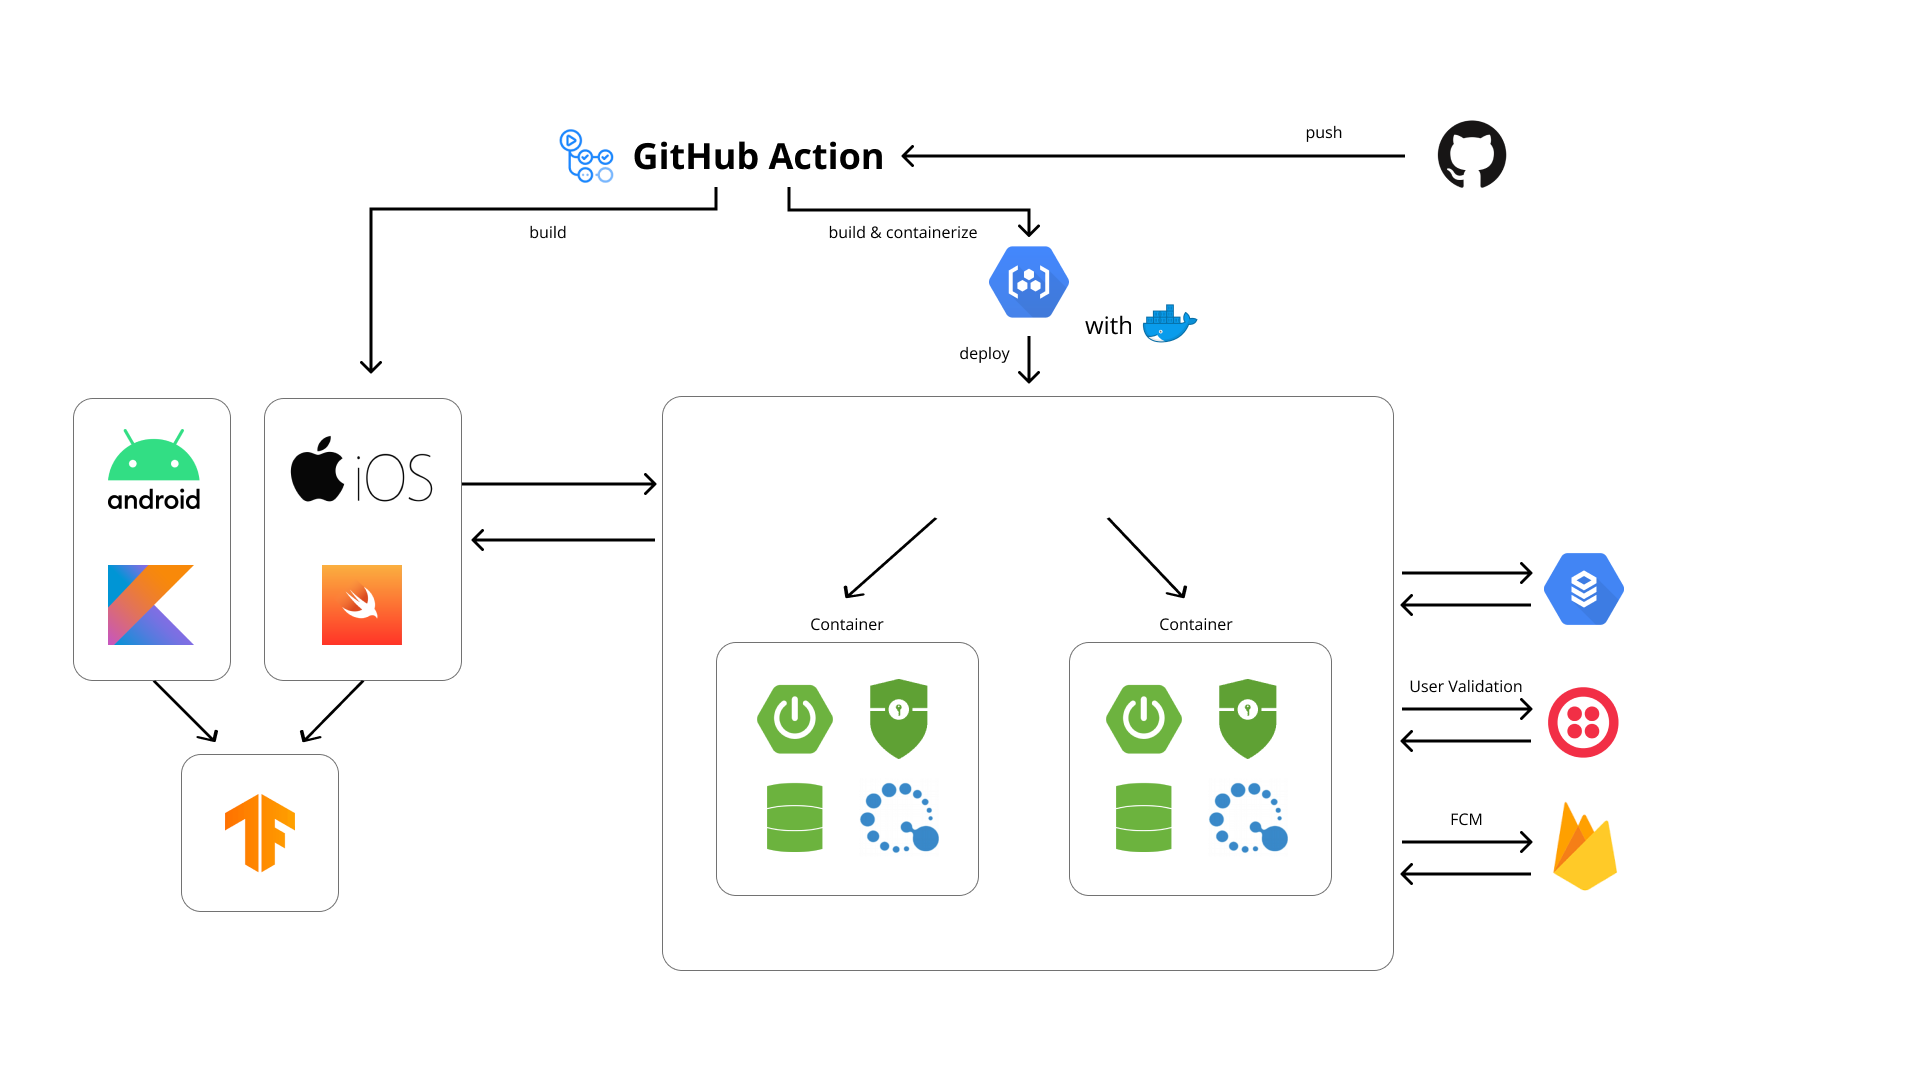 push
GitHub Action
build
build & containerize
with
deploy
android
iOS
Container
Container
User Validation
FCM